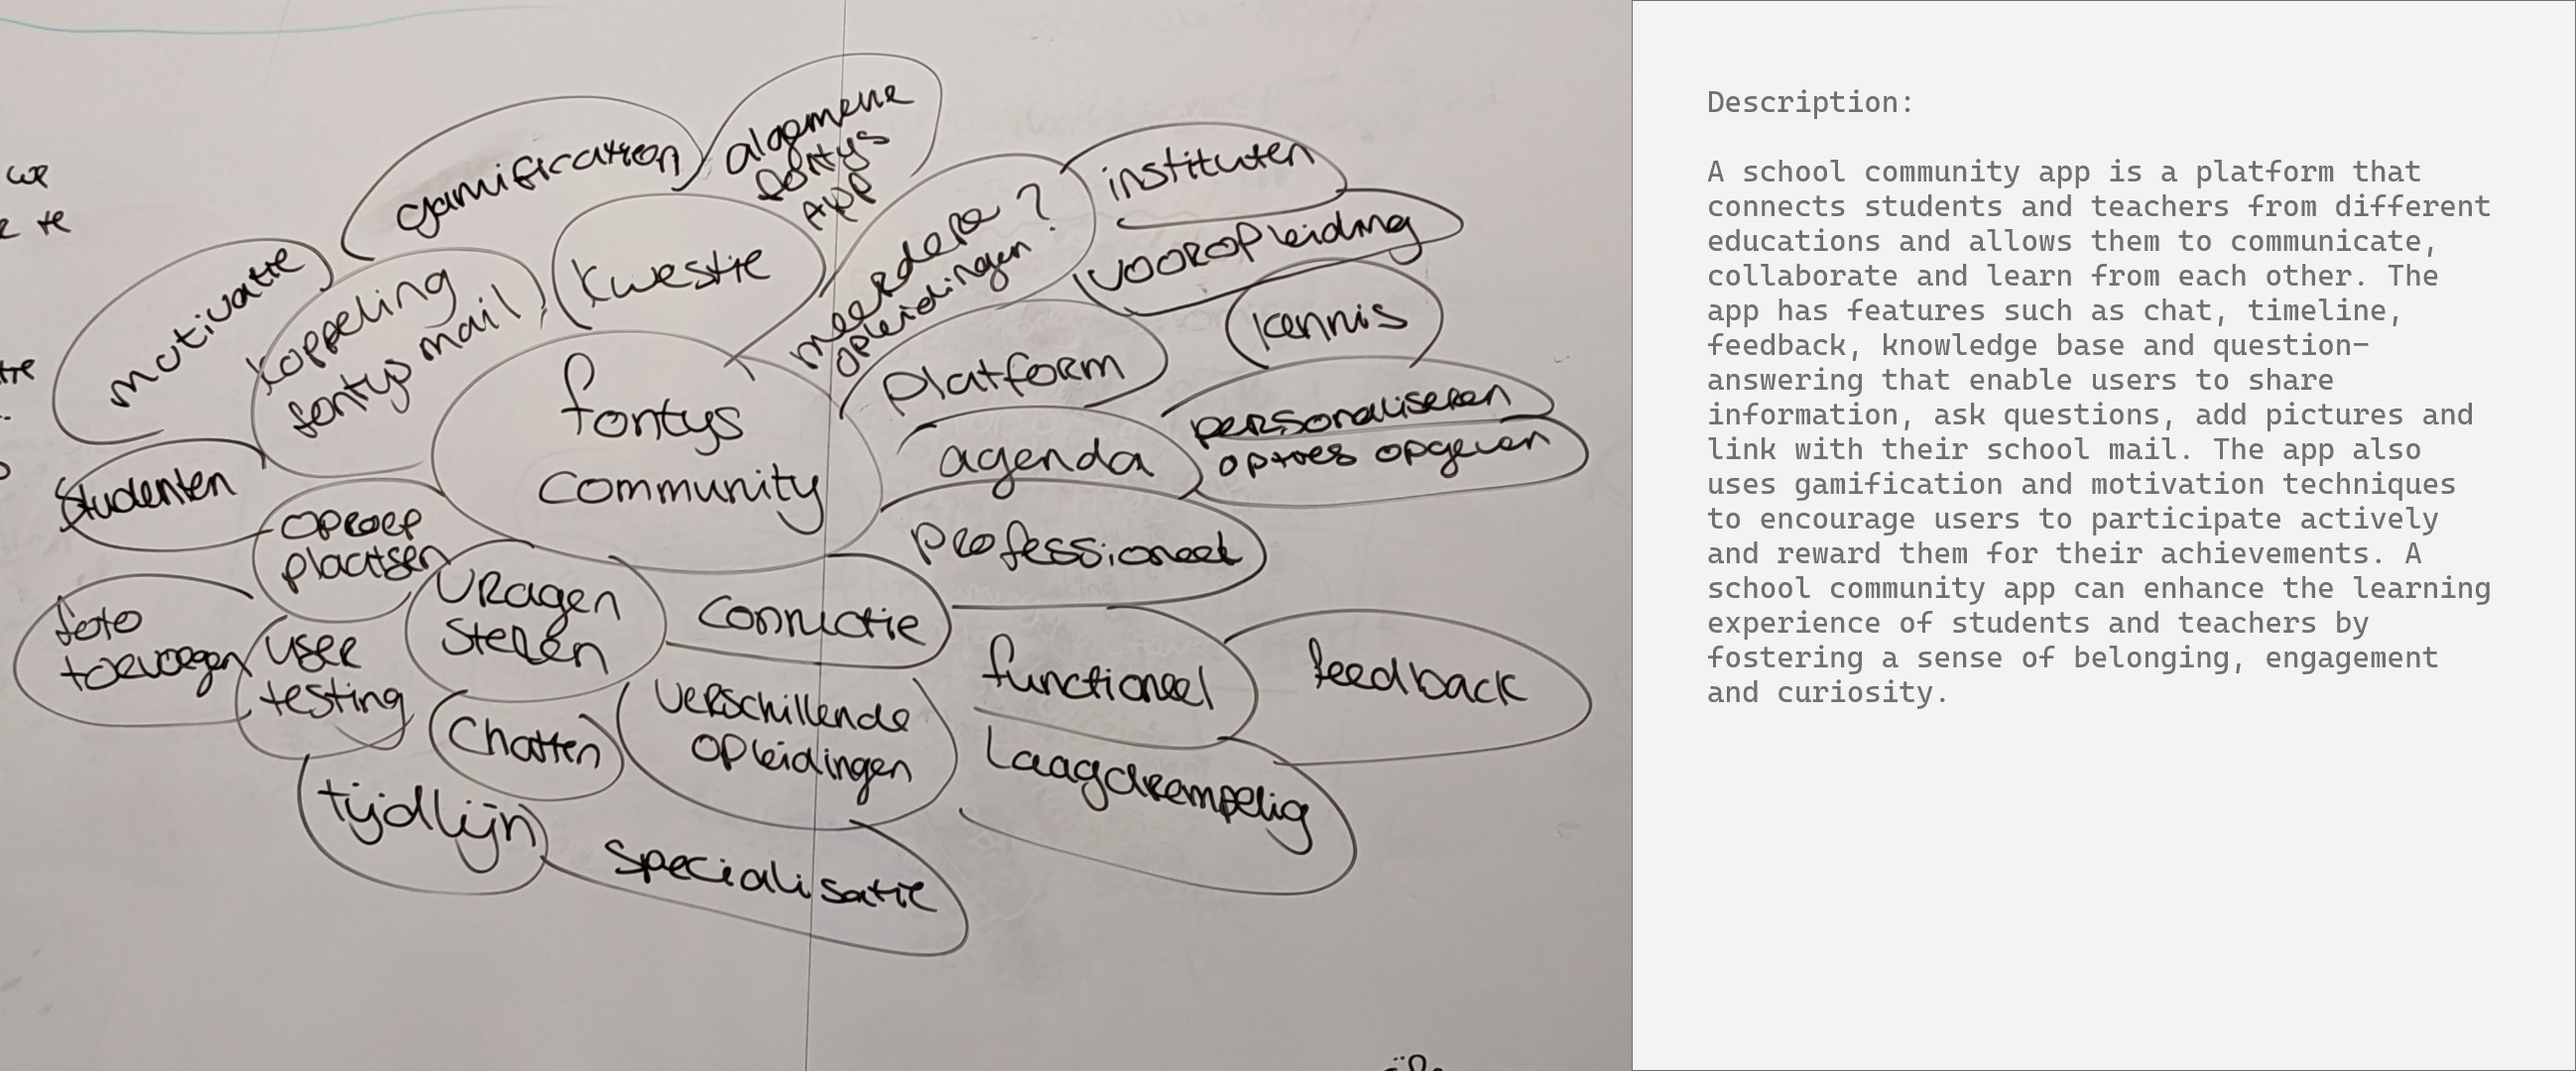 we
te
gamification
algemene
fontys
App
instituten
vooropleiding
meerdere ?
opleidingen
motivatie
koppeling
fontys mail
kwestie
kennis
platform
personaliseren
opties opgeven
fontys
community
agenda
Studenten
oproep
plaatsen
professioneel
vragen
stellen
connectie
foto
toevoegen
user
testing
functioneel
feedback
Chatten
verschillende
opleidingen
Laagdrempelig
tijdlijn
specialisatie
Description:
A school community app is a platform that
connects students and teachers from different
educations and allows them to communicate,
collaborate and learn from each other. The
app has features such as chat, timeline,
feedback, knowledge base and question-
answering that enable users to share
information, ask questions, add pictures and
link with their school mail. The app also
uses gamification and motivation techniques
to encourage users to participate actively
and reward them for their achievements. A
school community app can enhance the learning
experience of students and teachers by
fostering a sense of belonging, engagement
and curiosity.